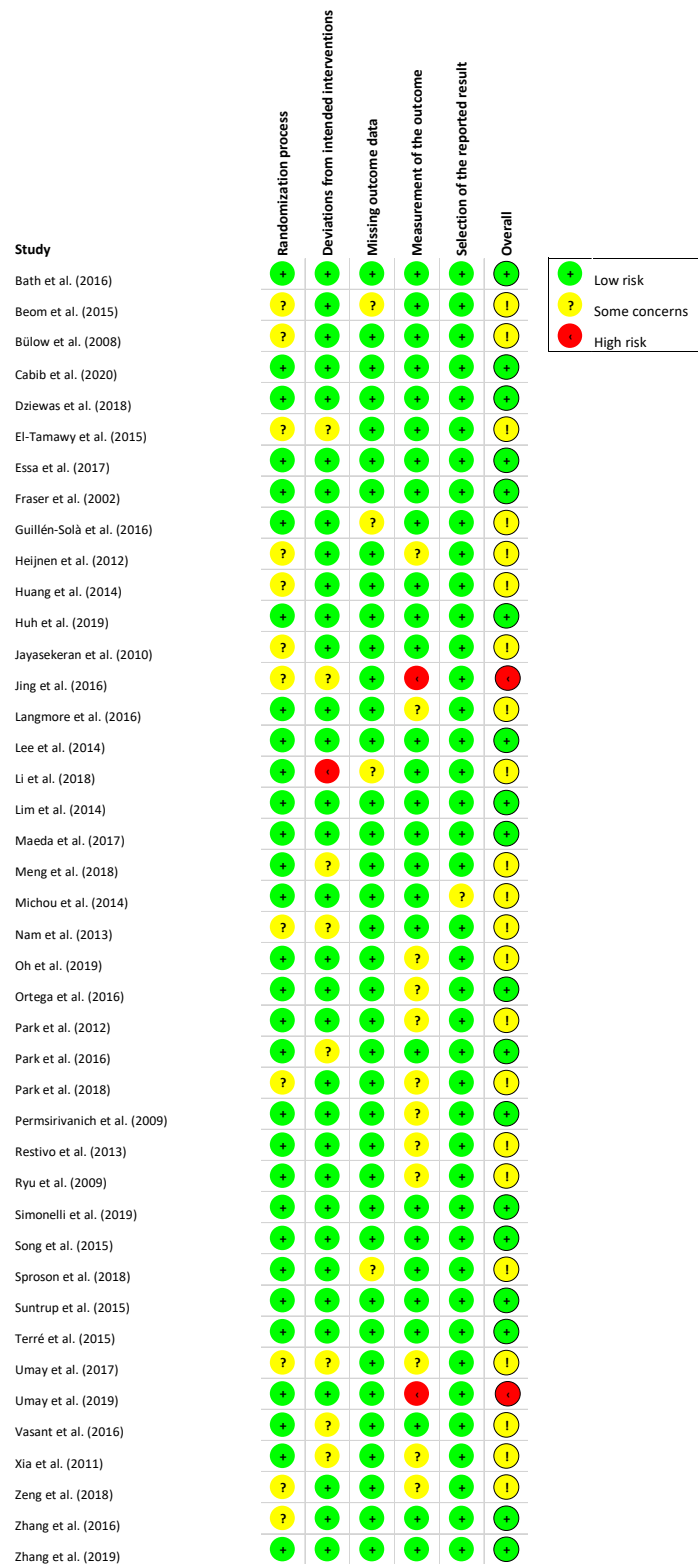 Randomization process
Deviations from intended interventions
Missing outcome data
Measurement of the outcome
Selection of the reported result
Overall
Study
Bath et al. (2016) + + + + + +
+ Low risk
Beom et al. (2015) ? + ? + + !
? Some concerns
Bülow et al. (2008) ? + + + + !
High risk
Cabib et al. (2020) + + + + + +
Dziewas et al. (2018) + + + + + +
El-Tamawy et al. (2015) ? ? + + + !
Essa et al. (2017) + + + + + +
Fraser et al. (2002) + + + + + +
Guillén-Solà et al. (2016) + + ? + + !
Heijnen et al. (2012) ? + + ? + !
Huang et al. (2014) ? + + + + !
Huh et al. (2019) + + + + + +
Jayasekeran et al. (2010) ? + + + + !
Jing et al. (2016) ? ? + +
Langmore et al. (2016) + + + ? + !
Lee et al. (2014) + + + + + +
Li et al. (2018) + ? + + !
Lim et al. (2014) + + + + + +
Maeda et al. (2017) + + + + + +
Meng et al. (2018) + ? + + + !
Michou et al. (2014) + + + + ? !
Nam et al. (2013) ? ? + + + !
Oh et al. (2019) + + + ? + !
Ortega et al. (2016) + + + ? + +
Park et al. (2012) + + + ? + !
Park et al. (2016) + ? + + + +
Park et al. (2018) ? + + ? + !
Permsirivanich et al. (2009) + + + ? + +
Restivo et al. (2013) + + + ? + !
Ryu et al. (2009) + + + ? + !
Simonelli et al. (2019) + + + + + +
Song et al. (2015) + + + + + +
Sproson et al. (2018) + + ? + + !
Suntrup et al. (2015) + + + + + +
Terré et al. (2015) + + + + + +
Umay et al. (2017) ? ? + ? + !
Umay et al. (2019) + + + +
Vasant et al. (2016) + ? + + + !
Xia et al. (2011) + ? + ? + !
Zeng et al. (2018) ? + + ? + !
Zhang et al. (2016) ? + + + + +
Zhang et al. (2019) + + + + + +